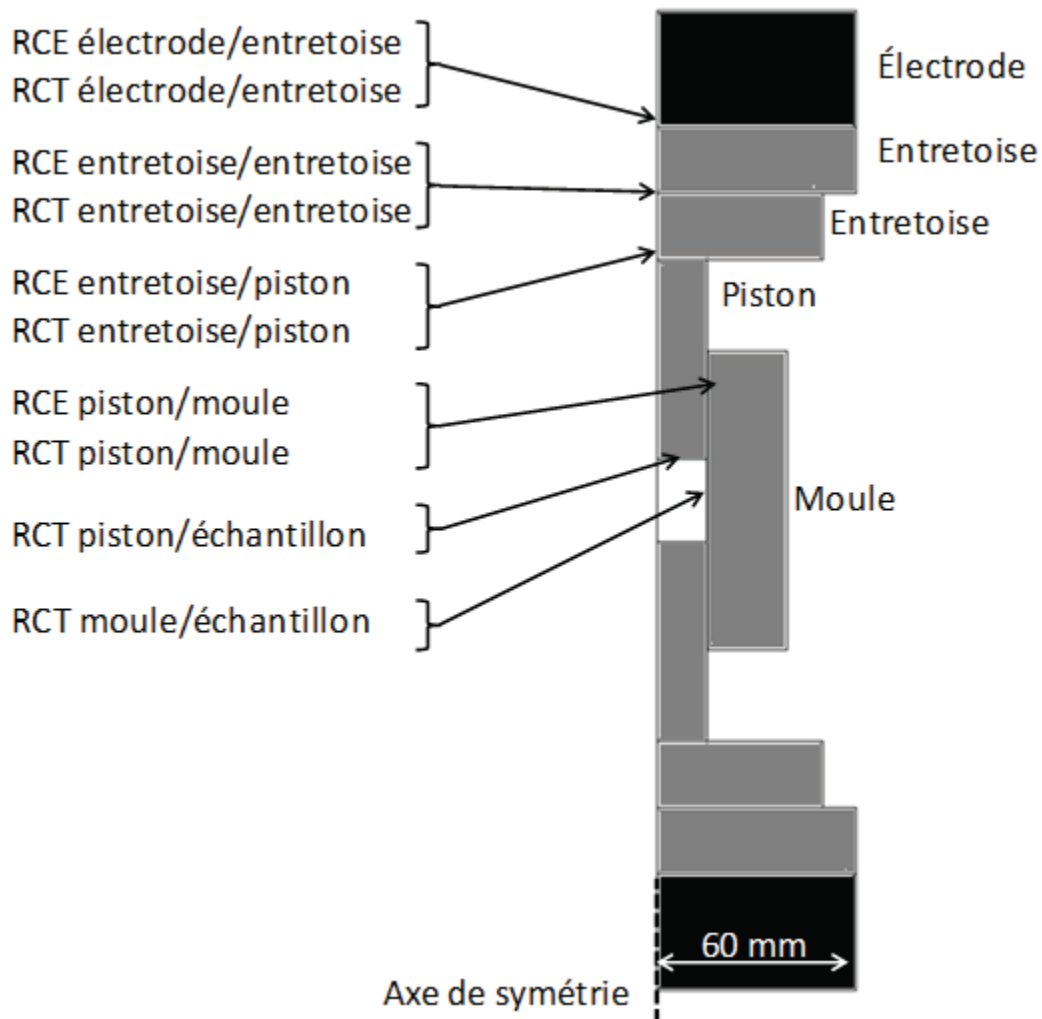 RCE électrode/entretoise
RCT électrode/entretoise
Électrode
RCE entretoise/entretoise
RCT entretoise/entretoise
Entretoise
Entretoise
RCE entretoise/piston
RCT entretoise/piston
Piston
RCE piston/moule
RCT piston/moule
Moule
RCT piston/échantillon
RCT moule/échantillon
60 mm
Axe de symétrie